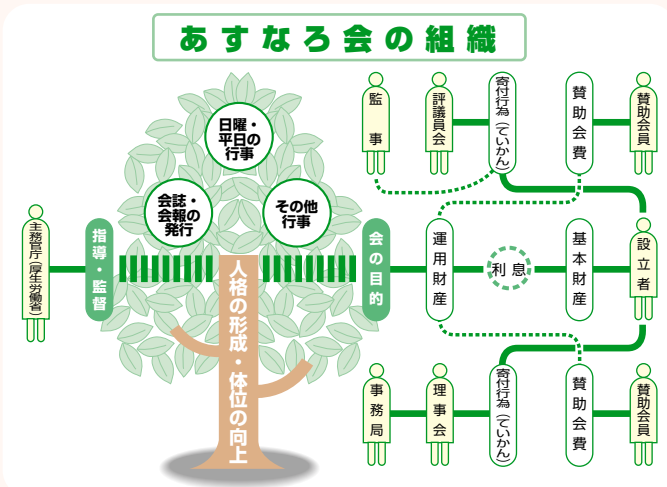 あすなろ会の組織
日曜・
平日の
行事
会誌・
会報の
発行
その他
行事
主務官庁(厚生労働省)
指導・監督
人格の形成・体位の向上
会の目的
監事
評議員会
寄付行為(ていかん)
賛助会費
賛助会員
運用財産
利息
基本財産
設立者
事務局
理事会
寄付行為(ていかん)
賛助会費
賛助会員